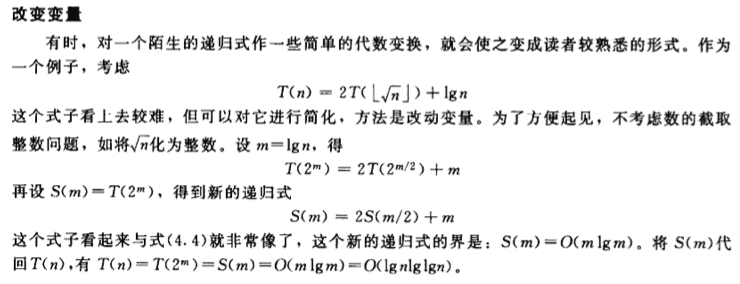 改变变量
有时，对一个陌生的递归式作一些简单的代数变换，就会使之变成读者较熟悉的形式。作为
一个例子，考虑
T(n) = 2T(⌊√n⌋) + lg n
这个式子看上去较难，但可以对它进行简化，方法是改动变量。为了方便起见，不考虑数的截取
整数问题，如将√n化为整数。设 m=lg n，得
T(2^m) = 2T(2^{m/2}) + m
再设 S(m)=T(2^m)，得到新的递归式
S(m) = 2S(m/2) + m
这个式子看起来与式(4.4)就非常像了，这个新的递归式的界是：S(m)=O(m lg m)。将 S(m)代
回T(n),有 T(n)=T(2^m)=S(m)=O(m lg m)=O(lg n lg lg n)。